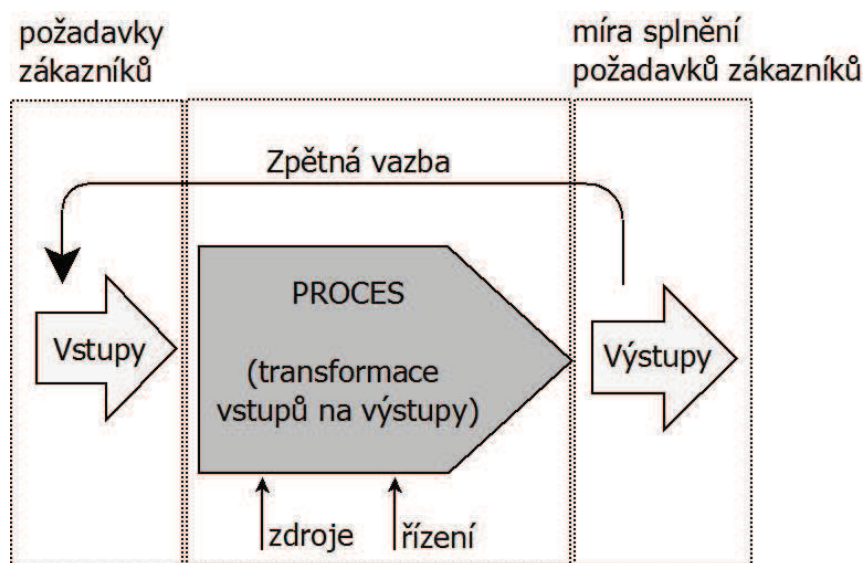 požadavky
zákazníků
míra splnění
požadavků zákazníků
Zpětná vazba
Vstupy
PROCES
(transformace
vstupů na výstupy)
Výstupy
zdroje
řízení